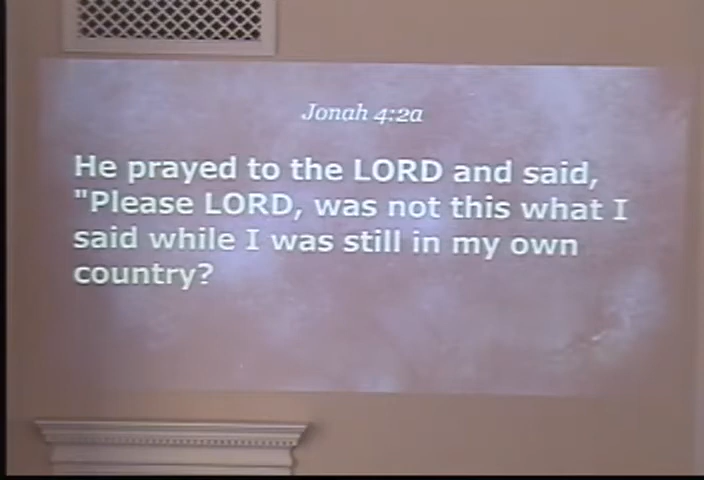 Jonah 4:2a
He prayed to the LORD and said,
"Please LORD, was not this what I
said while I was still in my own
country?